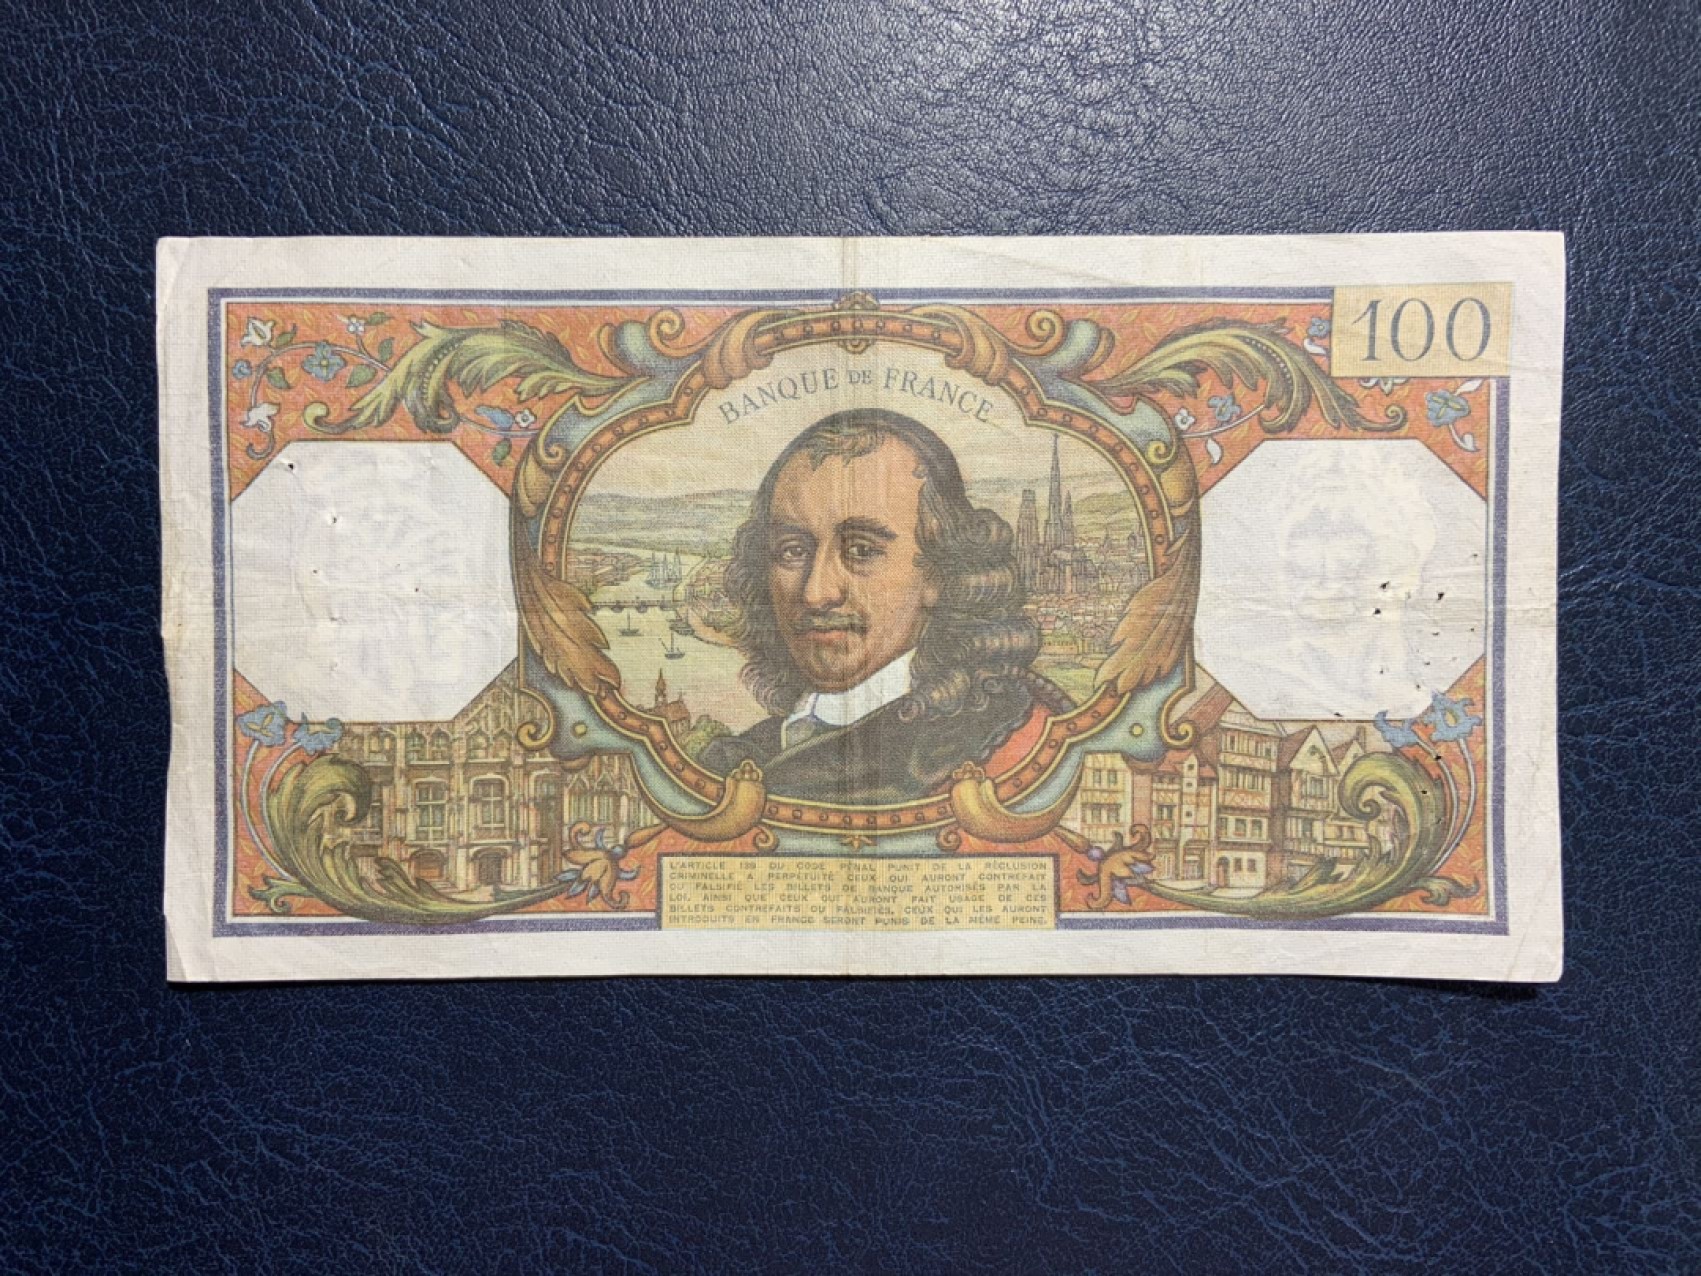 100
BANQUE DE FRANCE
L'ARTICLE 139 DU CODE PÉNAL PUNIT DE LA RÉCLUSION
CRIMINELLE A PERPÉTUITÉ CEUX QUI AURONT CONTREFAIT
OU FALSIFIÉ LES BILLETS DE BANQUE AUTORISÉS PAR LA
LOI, AINSI QUE CEUX QUI AURONT FAIT USAGE DE CES
BILLETS CONTREFAITS OU FALSIFIÉS, CEUX QUI LES AURONT
INTRODUITS EN FRANCE SERONT PUNIS DE LA MÊME PEINE.